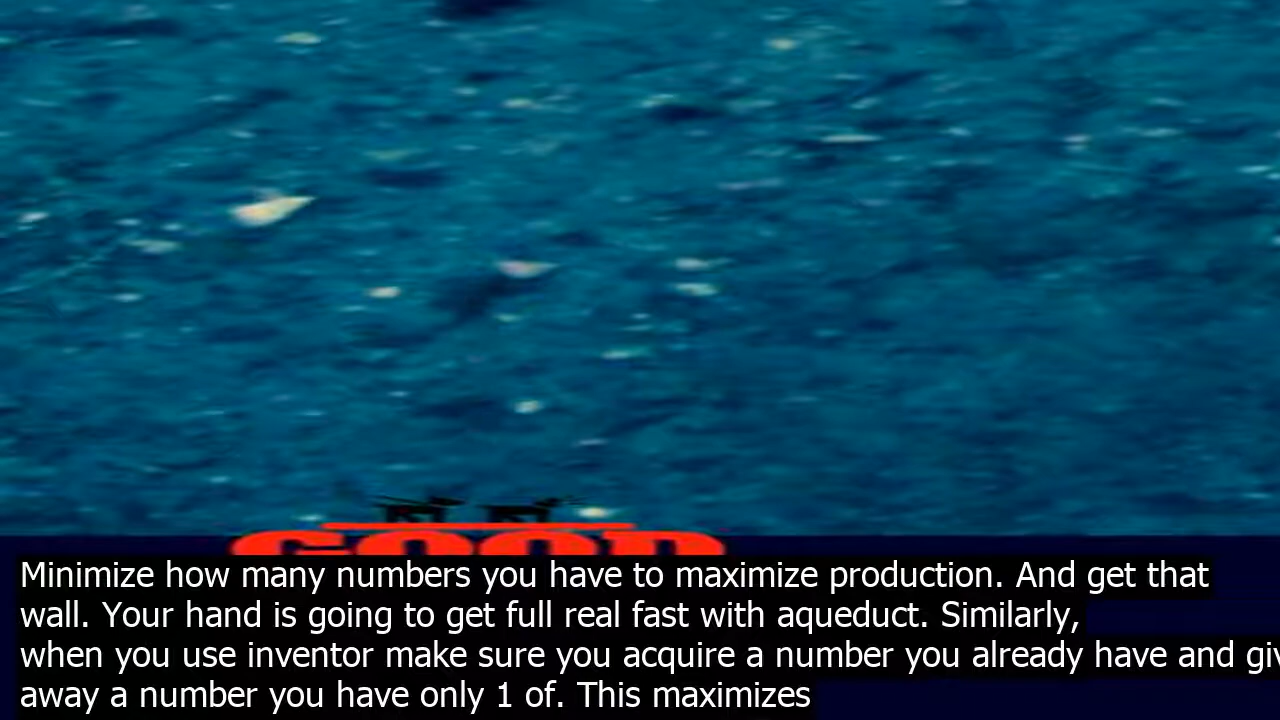 GOOD
Minimize how many numbers you have to maximize production. And get that
wall. Your hand is going to get full real fast with aqueduct. Similarly,
when you use inventor make sure you acquire a number you already have and
away a number you have only 1 of. This maximizes